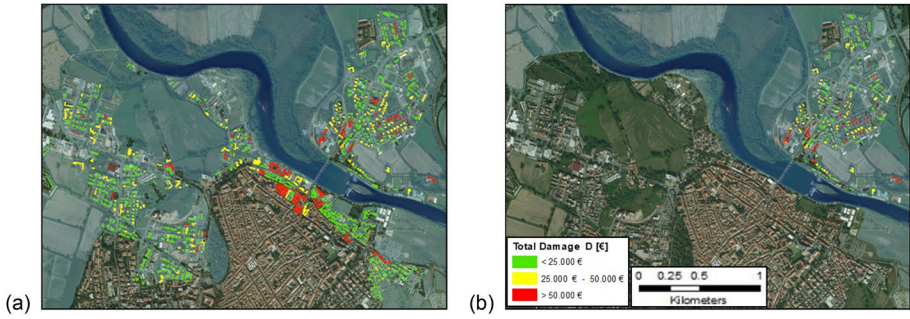 (a)
(b)
Total Damage D [€]
< 25.000 €
25.000 € - 50.000 €
> 50.000 €
0 0.25 0.5 1
Kilometers